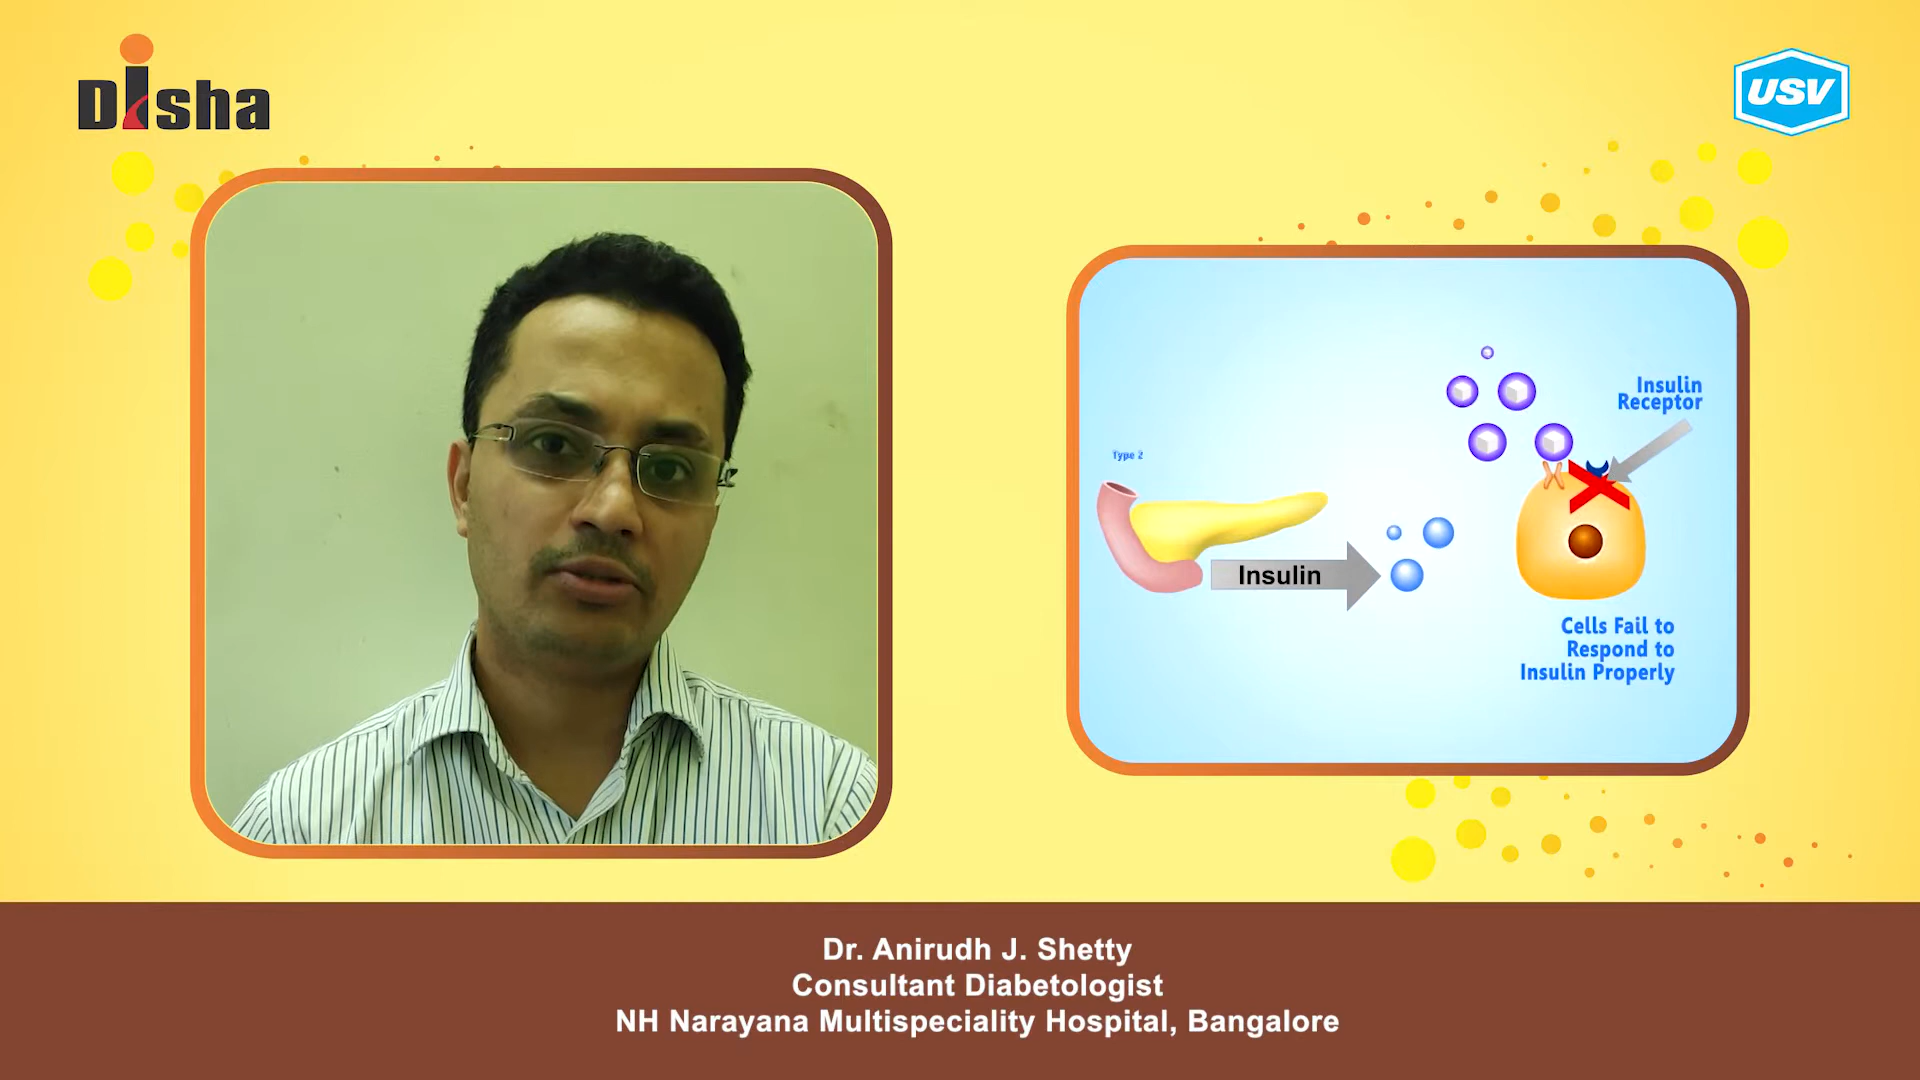 Disha
USV
Type 2
Insulin
Insulin
Receptor
Cells Fail to
Respond to
Insulin Properly
Dr. Anirudh J. Shetty
Consultant Diabetologist
NH Narayana Multispeciality Hospital, Bangalore